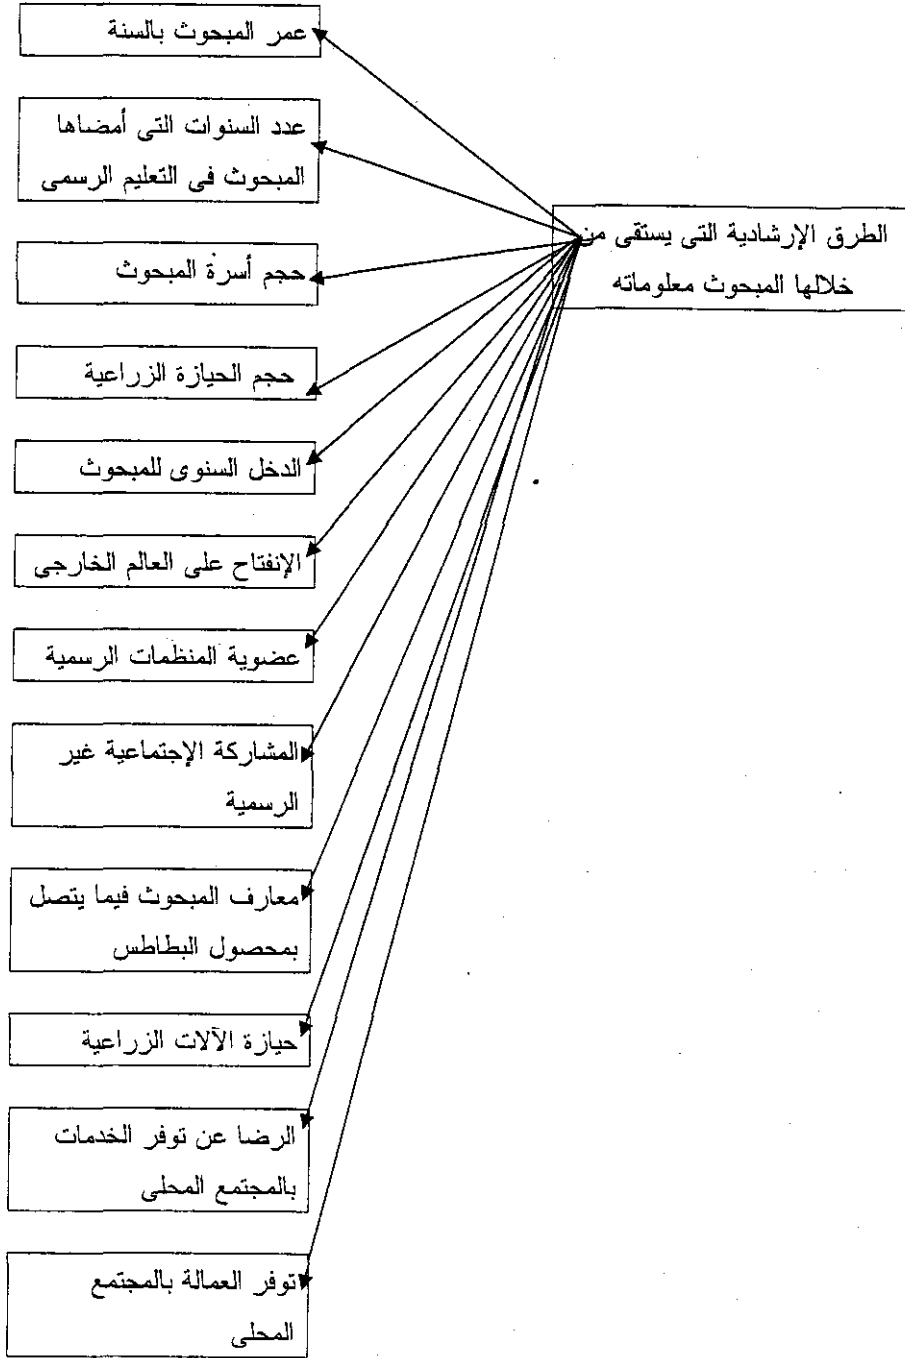 عمر المبحوث بالسنة
عدد السنوات التى أمضاها
المبحوث فى التعليم الرسمى
الطرق الإرشادية التى يستقى من
خلالها المبحوث معلوماته
حجم أسرة المبحوث
حجم الحيازة الزراعية
الدخل السنوى للمبحوث
الإنفتاح على العالم الخارجى
عضوية المنظمات الرسمية
المشاركة الإجتماعية غير
الرسمية
معارف المبحوث فيما يتصل
بمحصول البطاطس
حيازة الآلات الزراعية
الرضا عن توفر الخدمات
بالمجتمع المحلى
توفر العمالة بالمجتمع
المحلى